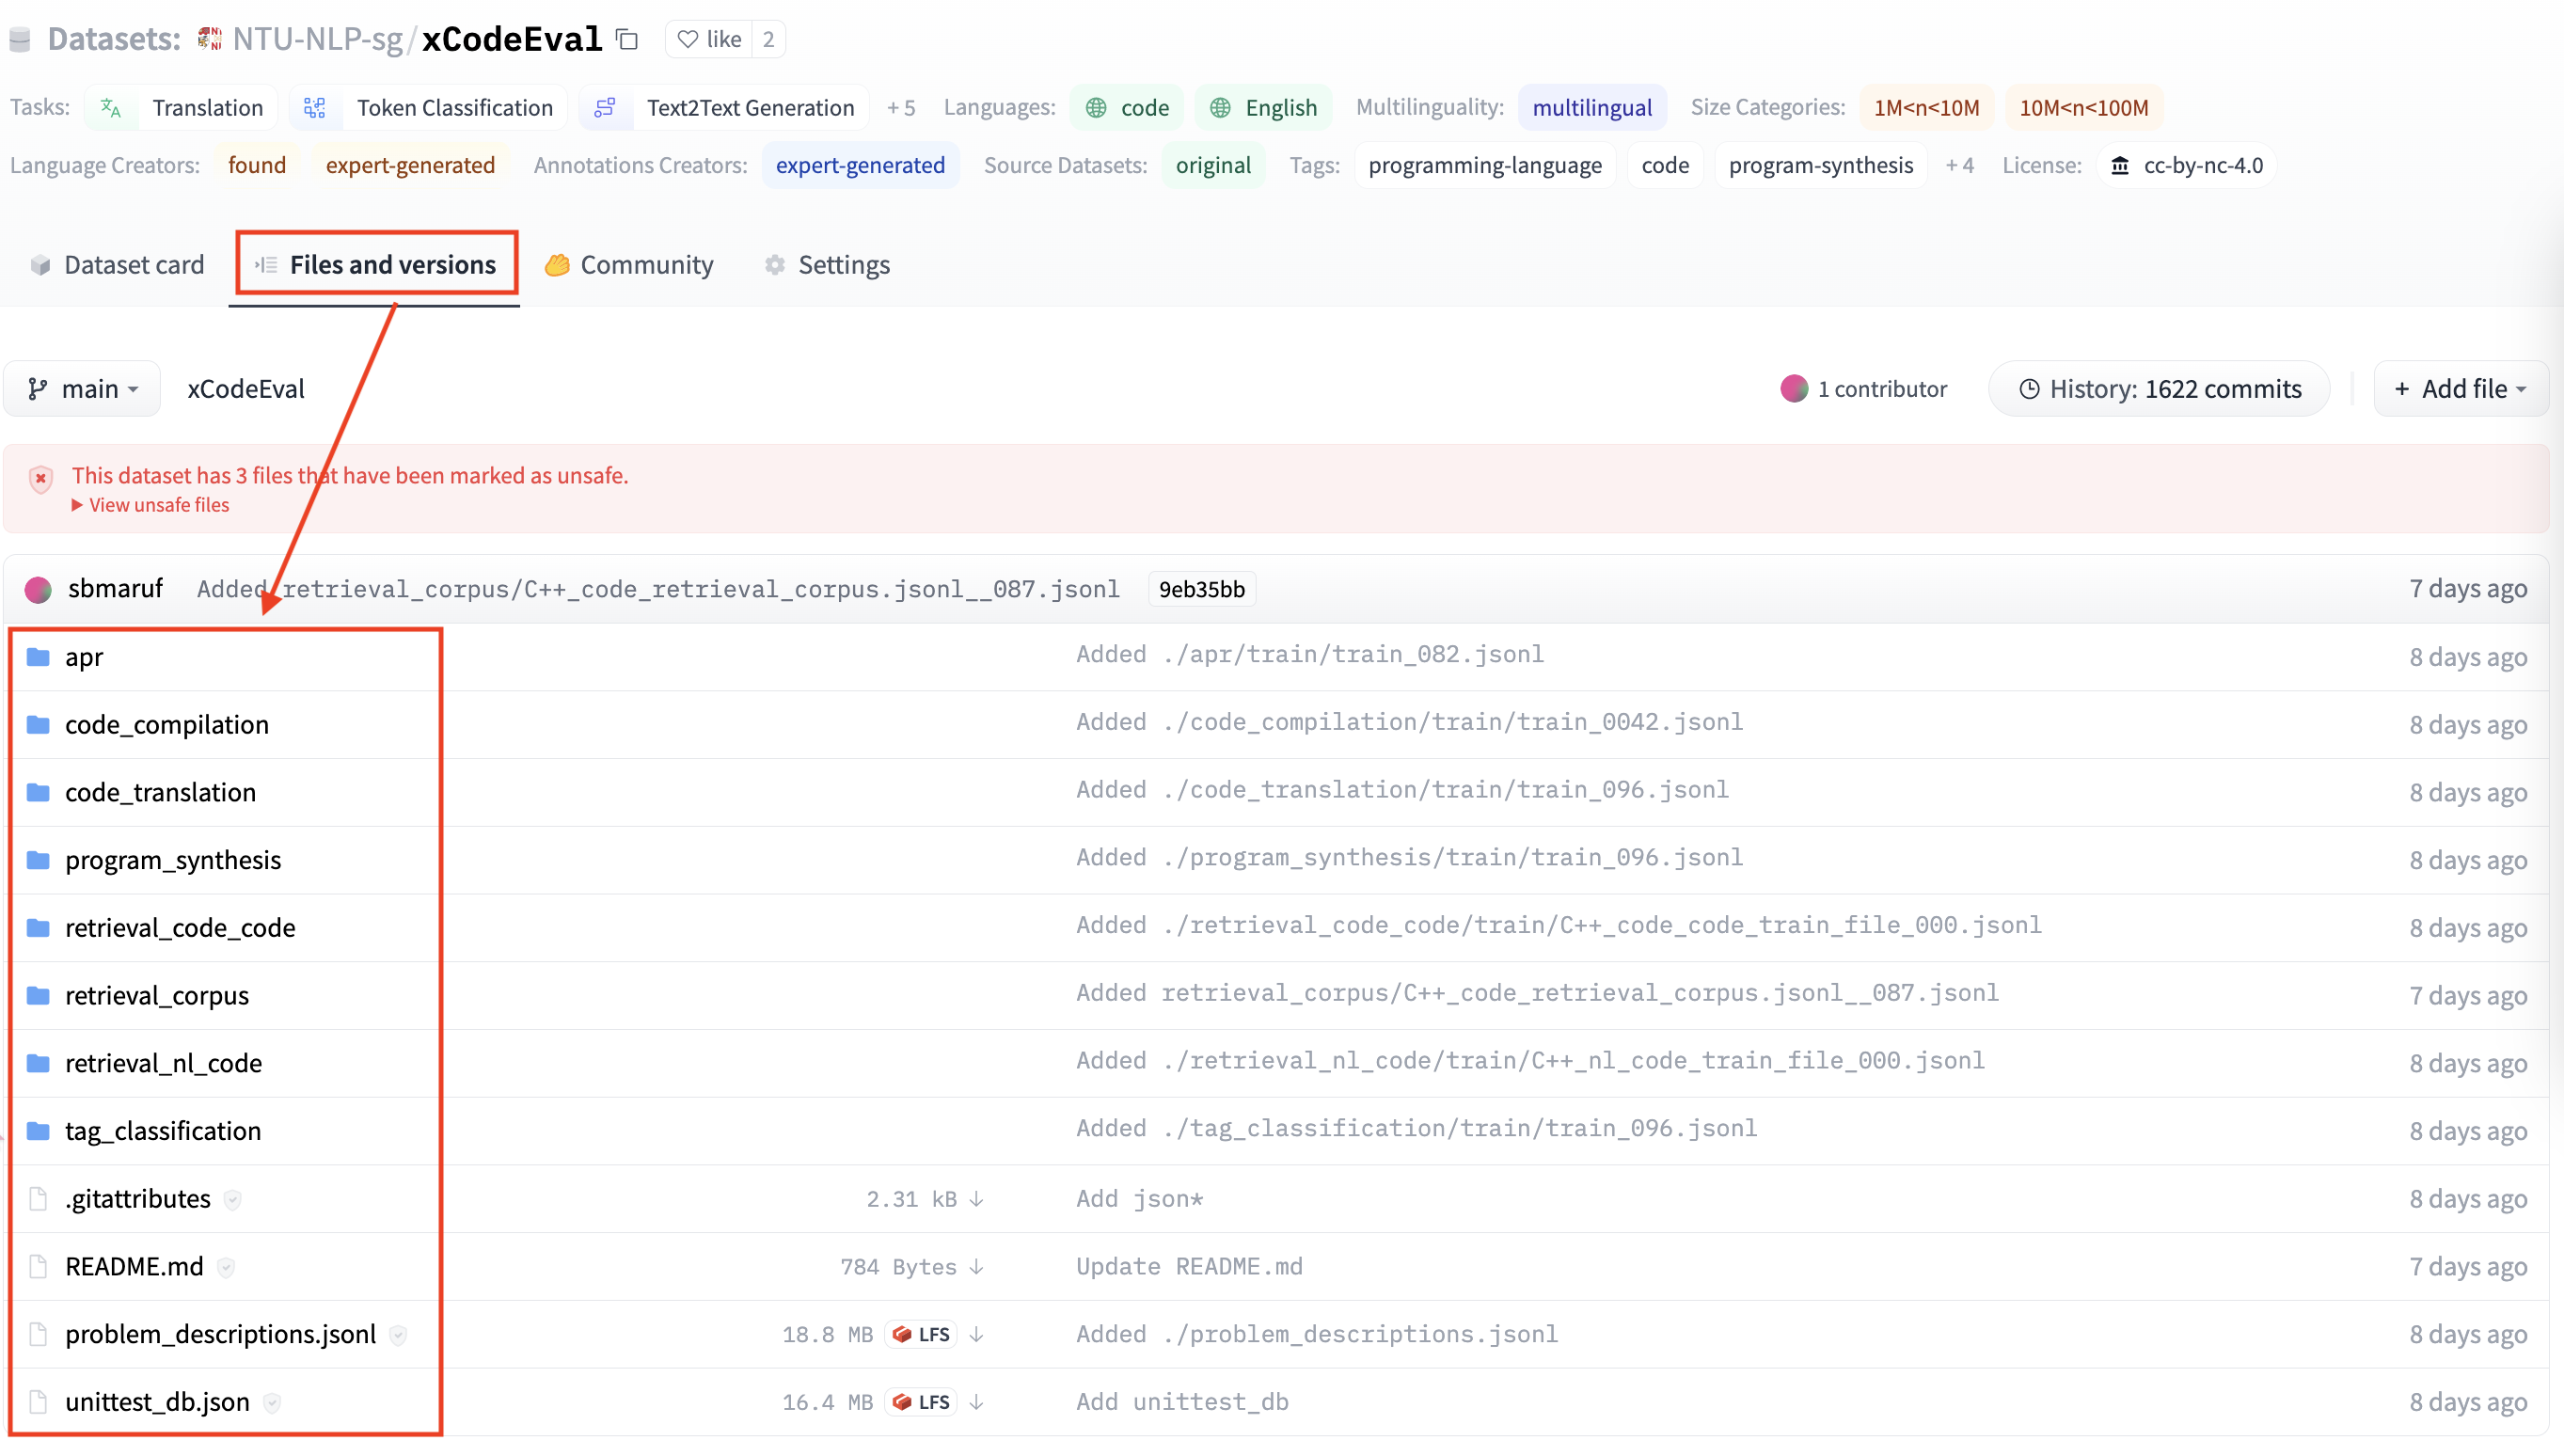 Datasets: NTU-NLP-sg/xCodeEval like 2
Tasks: Translation Token Classification Text2Text Generation + 5 Languages: code English Multilinguality: multilingual Size Categories: 1M<n<10M 10M<n<100M
Language Creators: found expert-generated Annotations Creators: expert-generated Source Datasets: original Tags: programming-language code program-synthesis + 4 License: cc-by-nc-4.0
Dataset card Files and versions Community Settings
main xCodeEval 1 contributor History: 1622 commits + Add file
This dataset has 3 files that have been marked as unsafe.
View unsafe files
sbmaruf Added retrieval_corpus/C++_code_retrieval_corpus.jsonl__087.jsonl 9eb35bb 7 days ago
apr Added ./apr/train/train_082.jsonl 8 days ago
code_compilation Added ./code_compilation/train/train_0042.jsonl 8 days ago
code_translation Added ./code_translation/train/train_096.jsonl 8 days ago
program_synthesis Added ./program_synthesis/train/train_096.jsonl 8 days ago
retrieval_code_code Added ./retrieval_code_code/train/C++_code_code_train_file_000.jsonl 8 days ago
retrieval_corpus Added retrieval_corpus/C++_code_retrieval_corpus.jsonl__087.jsonl 7 days ago
retrieval_nl_code Added ./retrieval_nl_code/train/C++_nl_code_train_file_000.jsonl 8 days ago
tag_classification Added ./tag_classification/train/train_096.jsonl 8 days ago
.gitattributes 2.31 kB Add json* 8 days ago
README.md 784 Bytes Update README.md 7 days ago
problem_descriptions.jsonl 18.8 MB LFS Added ./problem_descriptions.jsonl 8 days ago
unittest_db.json 16.4 MB LFS Add unittest_db 8 days ago